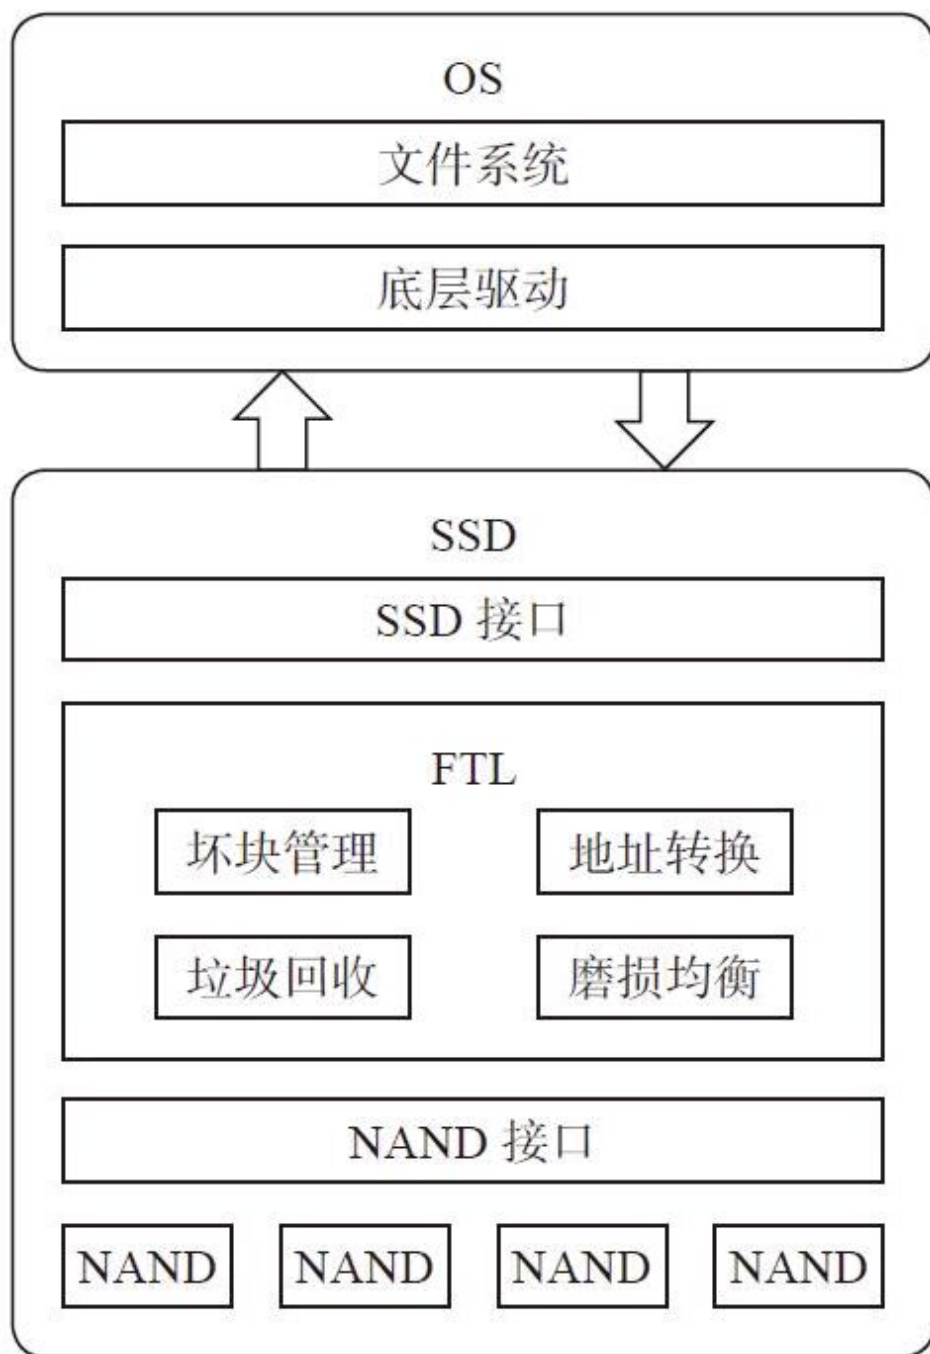 OS
文件系统
底层驱动
SSD
SSD 接口
FTL
坏块管理 地址转换
垃圾回收 磨损均衡
NAND 接口
NAND NAND NAND NAND